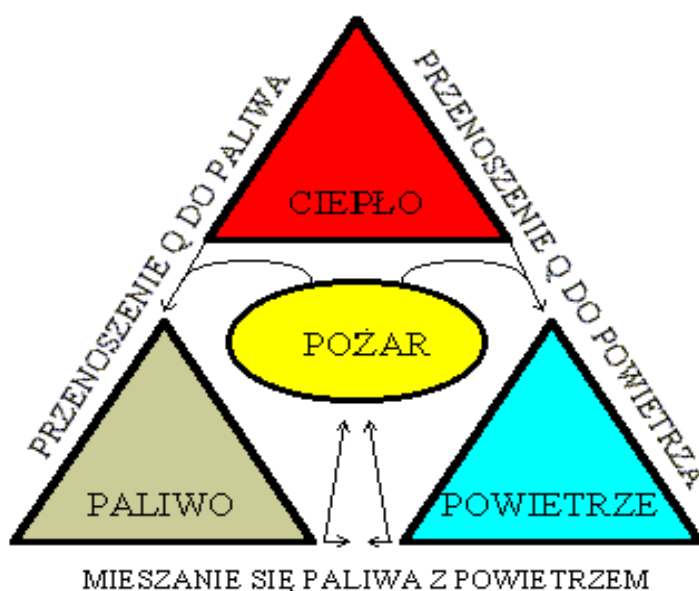 PRZENOSZENIE Q DO PALIWA
PRZENOSZENIE Q DO POWIETRZA
CIEPŁO
POŻAR
PALIWO
POWIETRZE
MIESZANIE SIĘ PALIWA Z POWIETRZEM